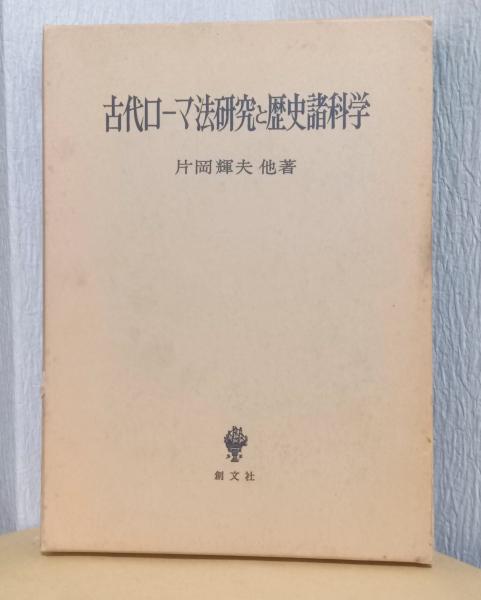 古代ローマ法研究と歴史諸科学
片岡輝夫 他著
創文社